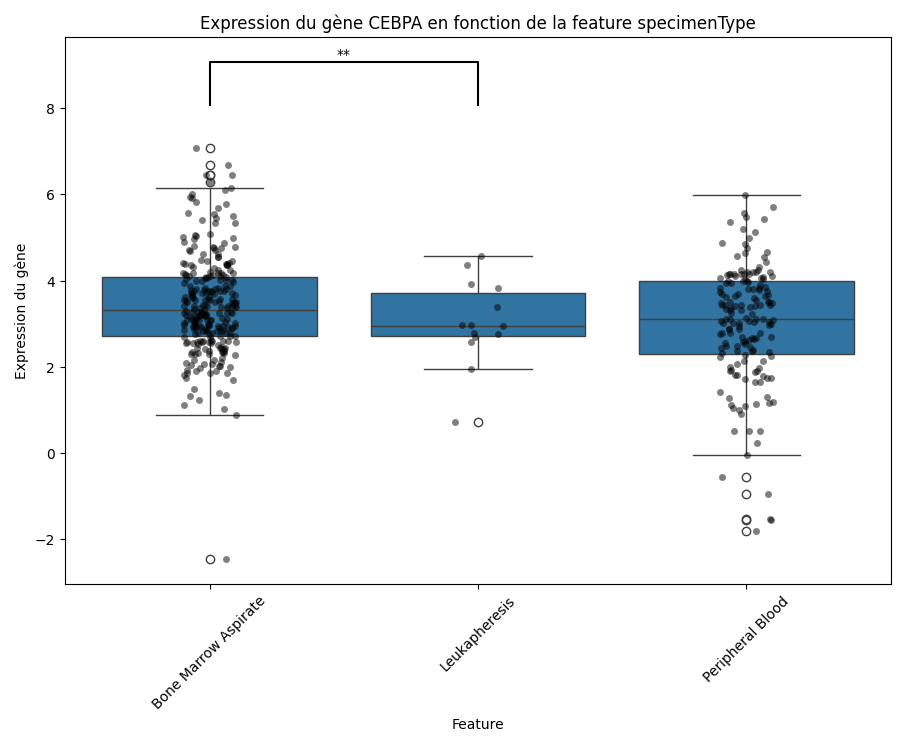 Expression du gène CEBPA en fonction de la feature specimenType
**
Expression du gène
8
6
4
2
0
−2
Bone Marrow Aspirate
Leukapheresis
Peripheral Blood
Feature